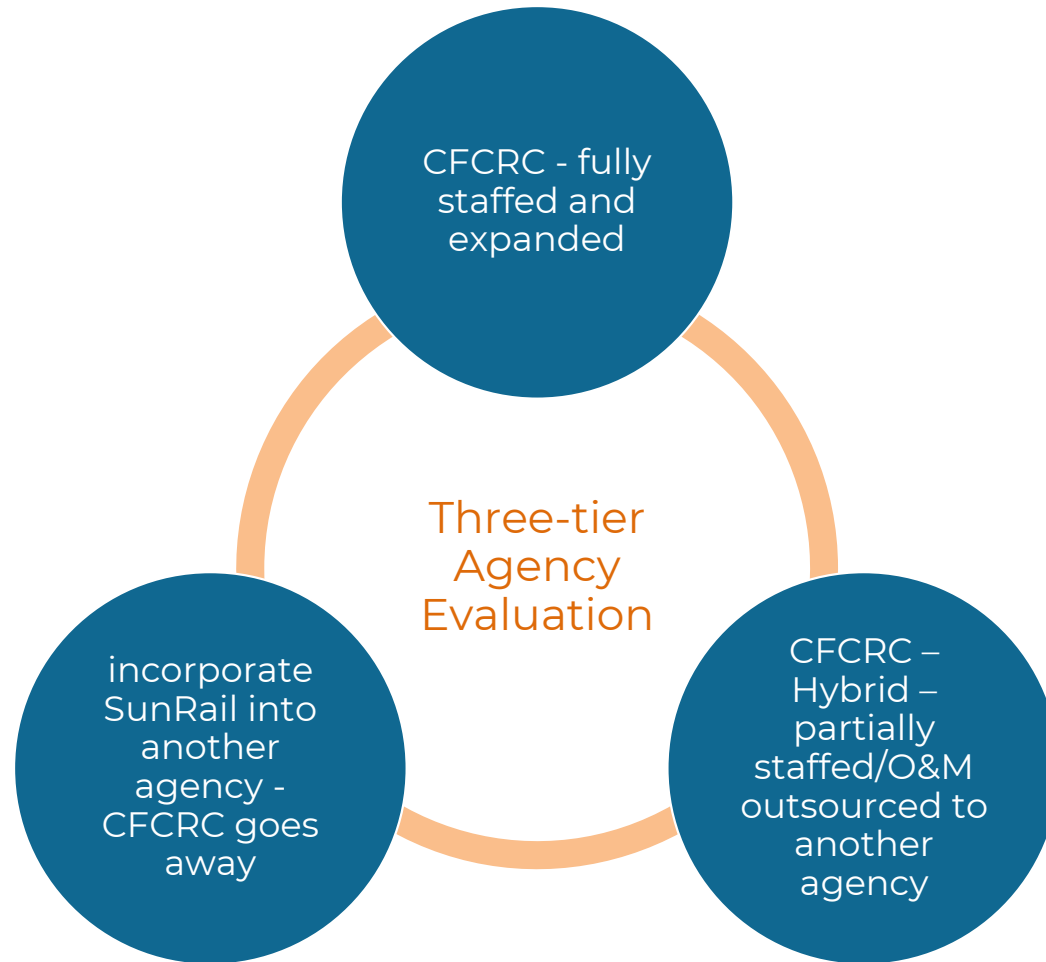 CFCRC - fully
staffed and
expanded
Three-tier
Agency
Evaluation
incorporate
SunRail into
another
agency -
CFCRC goes
away
CFCRC –
Hybrid –
partially
staffed/O&M
outsourced to
another
agency